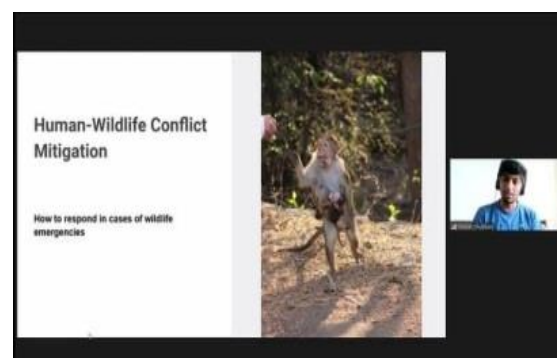 Human-Wildlife Conflict
Mitigation
How to respond in cases of wildlife
emergencies